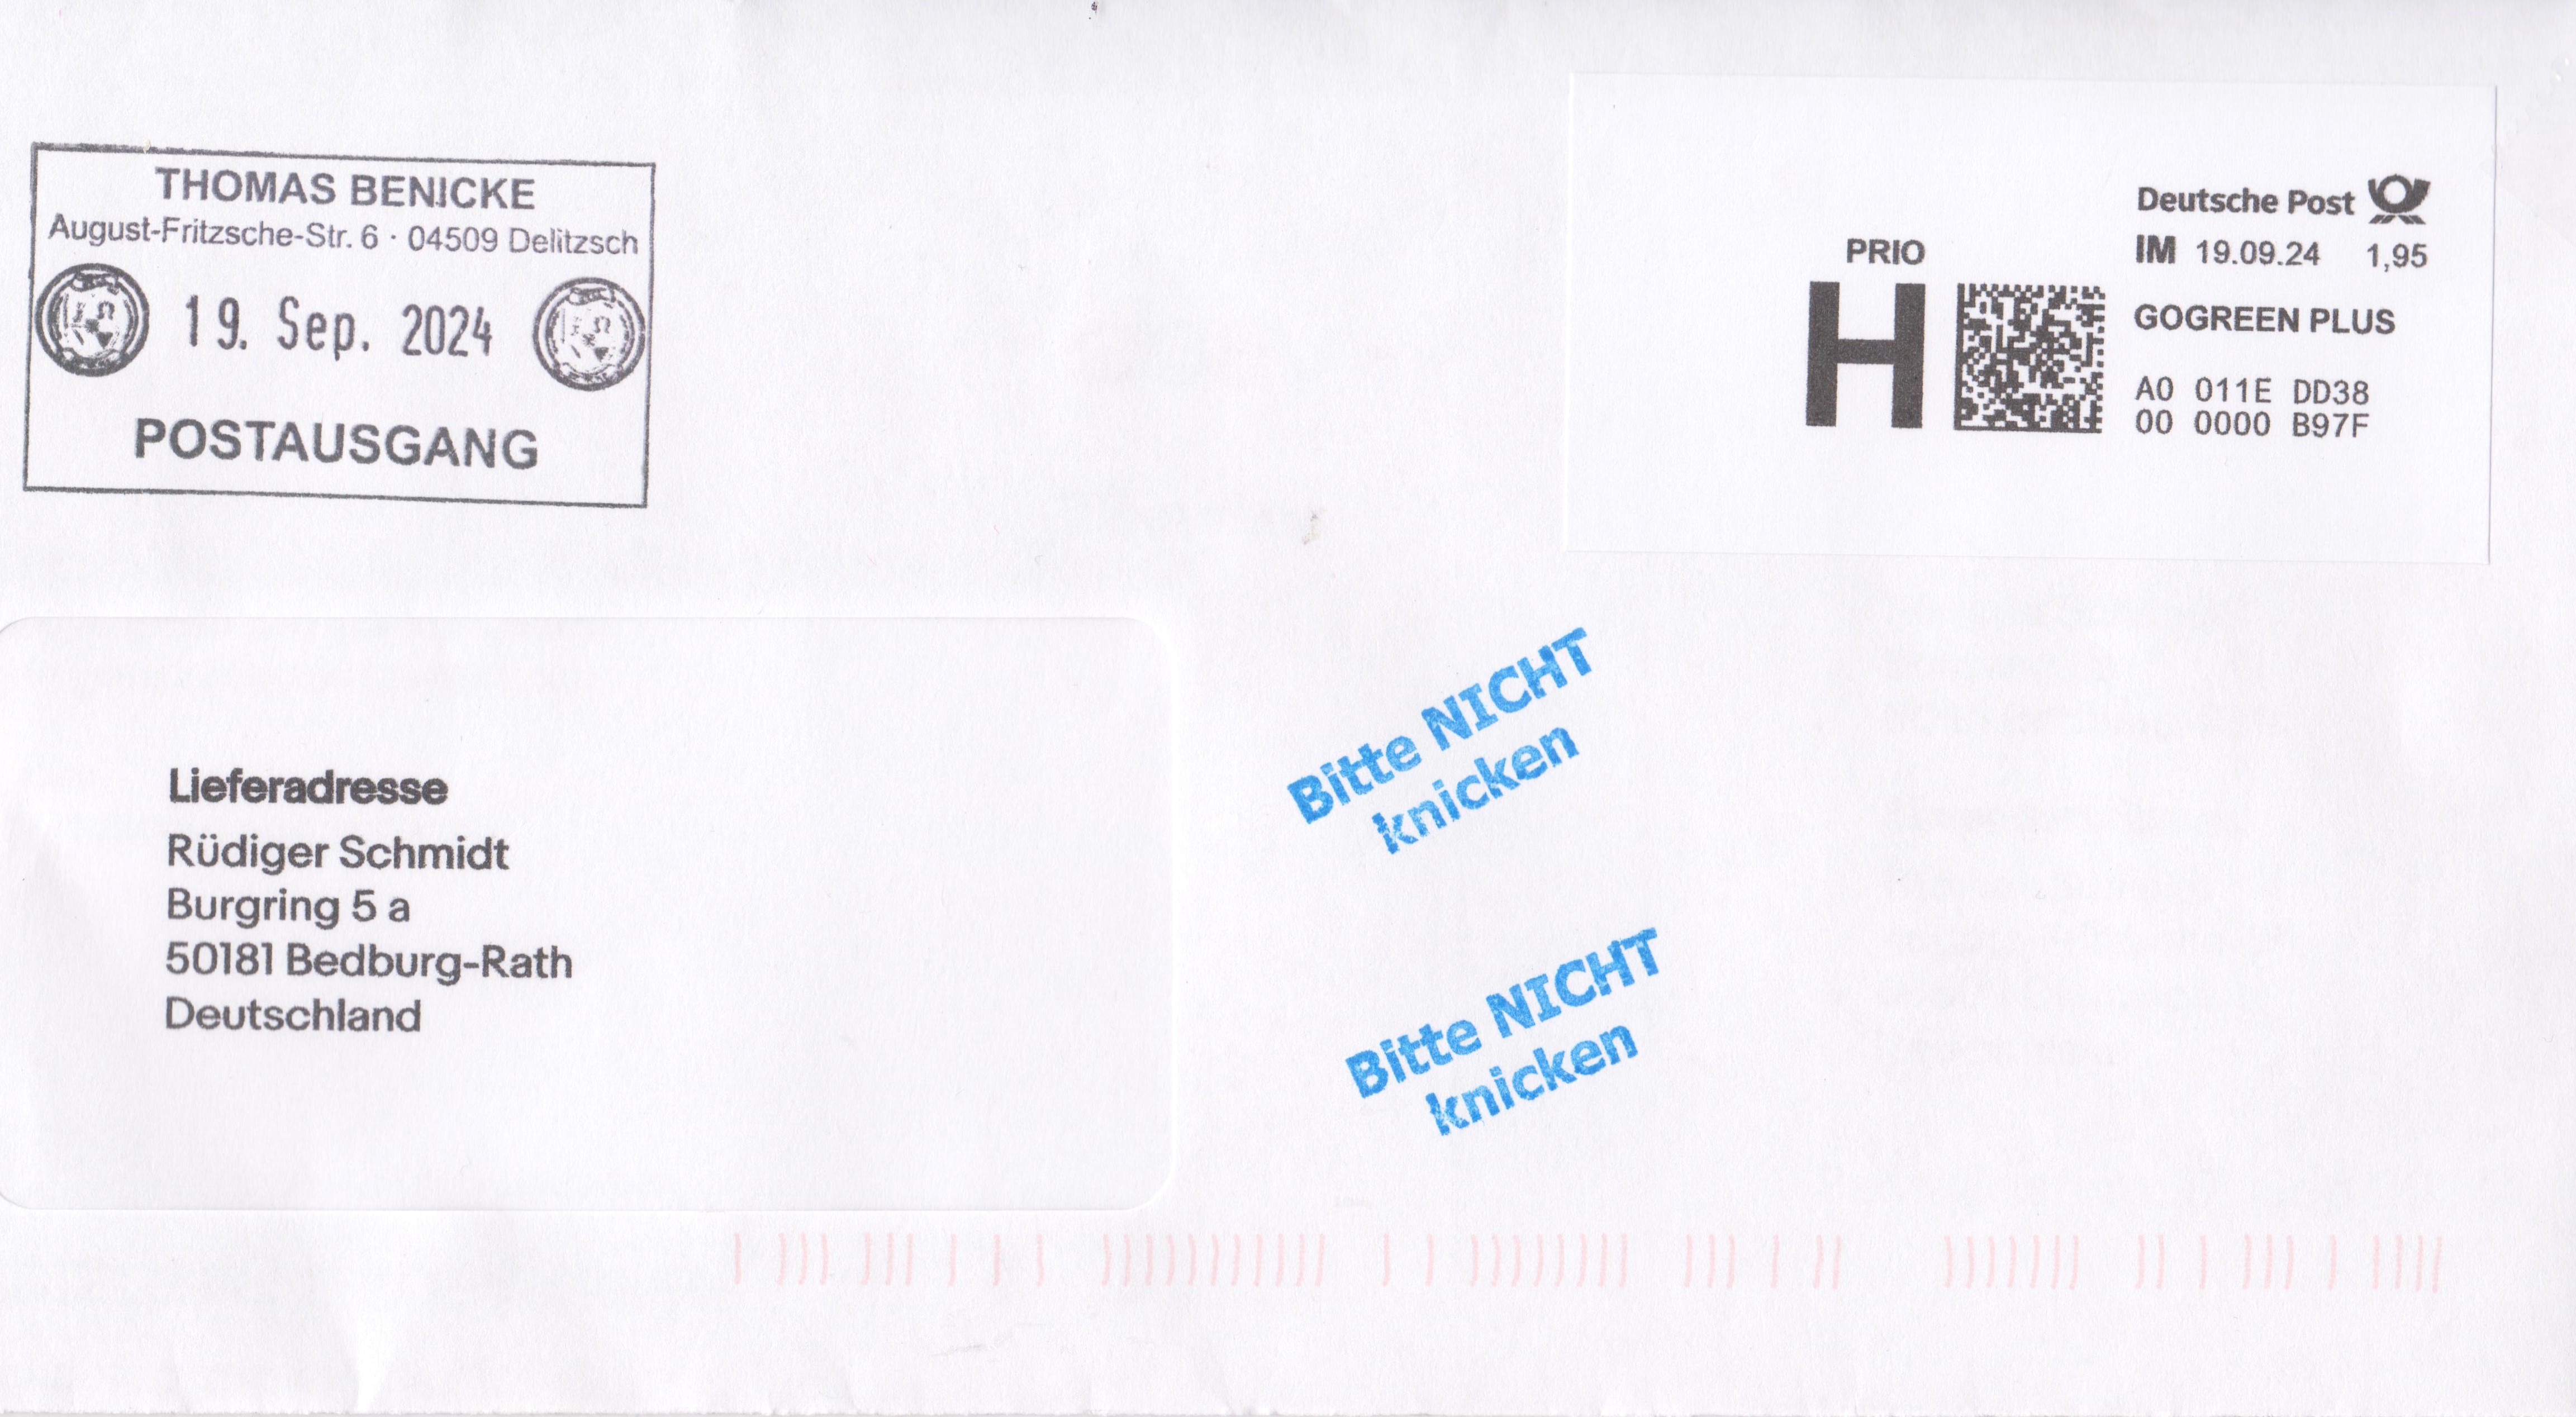 THOMAS BENICKE
August-Fritzsche-Str. 6 · 04509 Delitzsch
19. Sep. 2024
POSTAUSGANG
Deutsche Post
PRIO
IM 19.09.24 1,95
H
GOGREEN PLUS
A0 011E DD38
00 0000 B97F
Bitte NICHT
knicken
Lieferadresse
Rüdiger Schmidt
Burgring 5 a
50181 Bedburg-Rath
Deutschland
Bitte NICHT
knicken